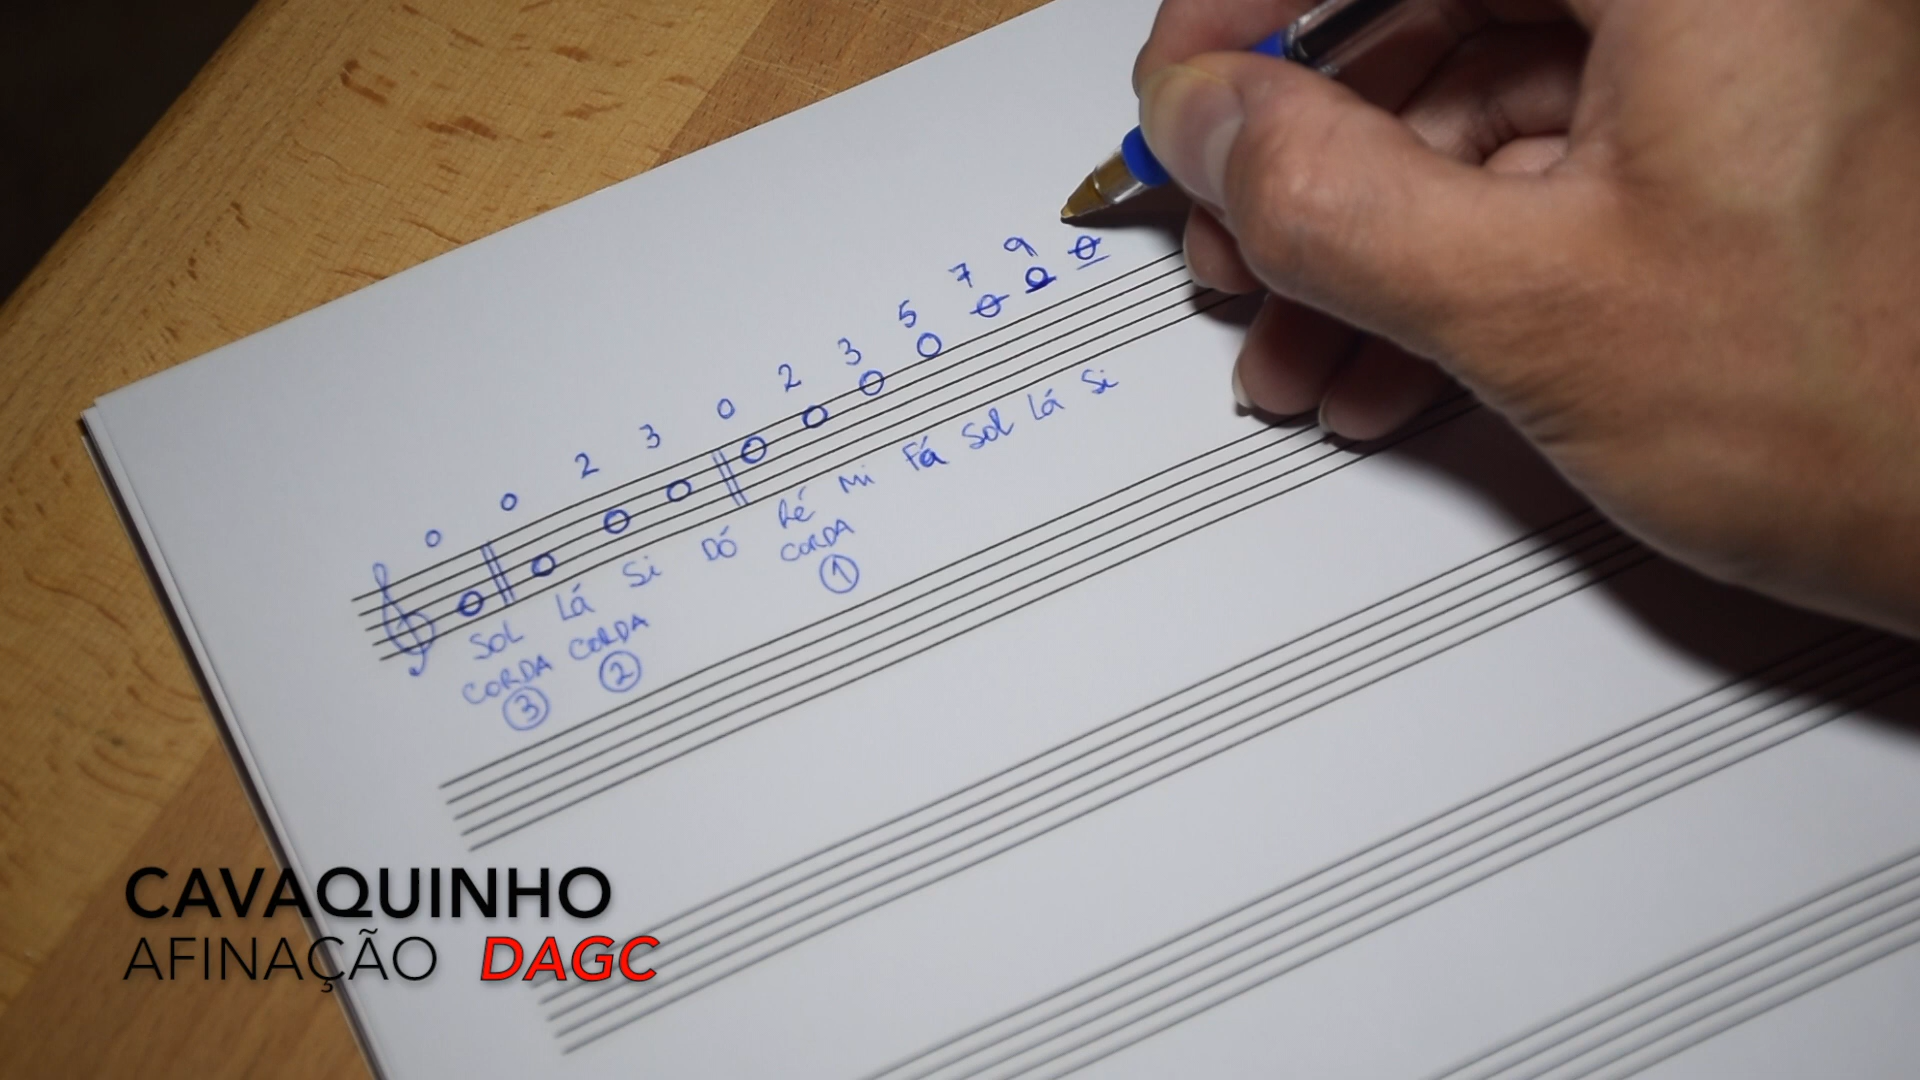 0 0 2 3 0 2 3 5 7 9
SOL Lá Si DÓ Ré Mi Fá Sol Lá Si
CORDA CORDA CORDA
3 2 1
CAVAQUINHO
AFINAÇÃO DAGC